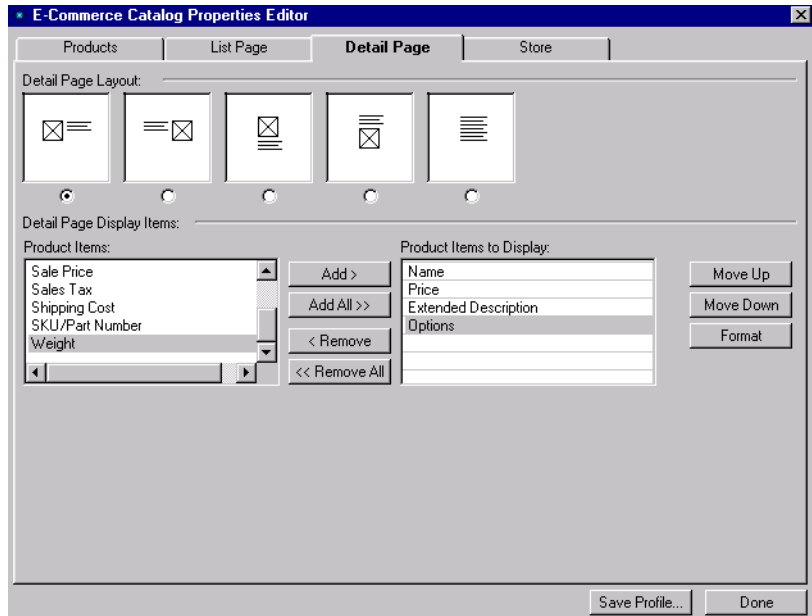 E-Commerce Catalog Properties Editor
Products List Page Detail Page Store
Detail Page Layout:
Detail Page Display Items:
Product Items:
Sale Price
Sales Tax
Shipping Cost
SKU/Part Number
Weight
Add >
Add All >>
< Remove
<< Remove All
Product Items to Display:
Name
Price
Extended Description
Options
Move Up
Move Down
Format
Save Profile... Done